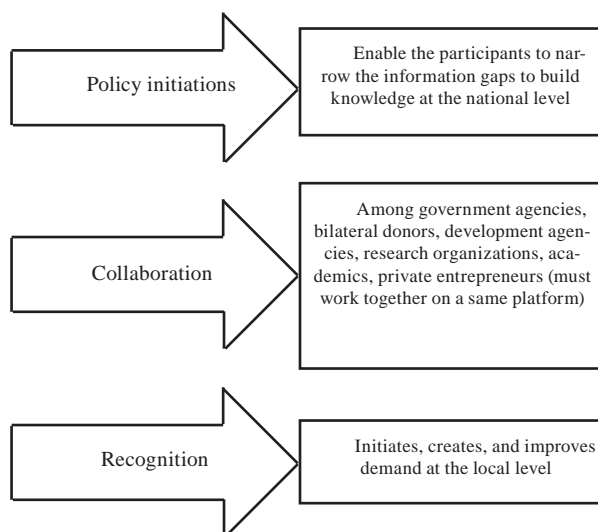 Policy initiations
Enable the participants to nar-
row the information gaps to build
knowledge at the national level
Collaboration
Among government agencies,
bilateral donors, development agen-
cies, research organizations, aca-
demics, private entrepreneurs (must
work together on a same platform)
Recognition
Initiates, creates, and improves
demand at the local level